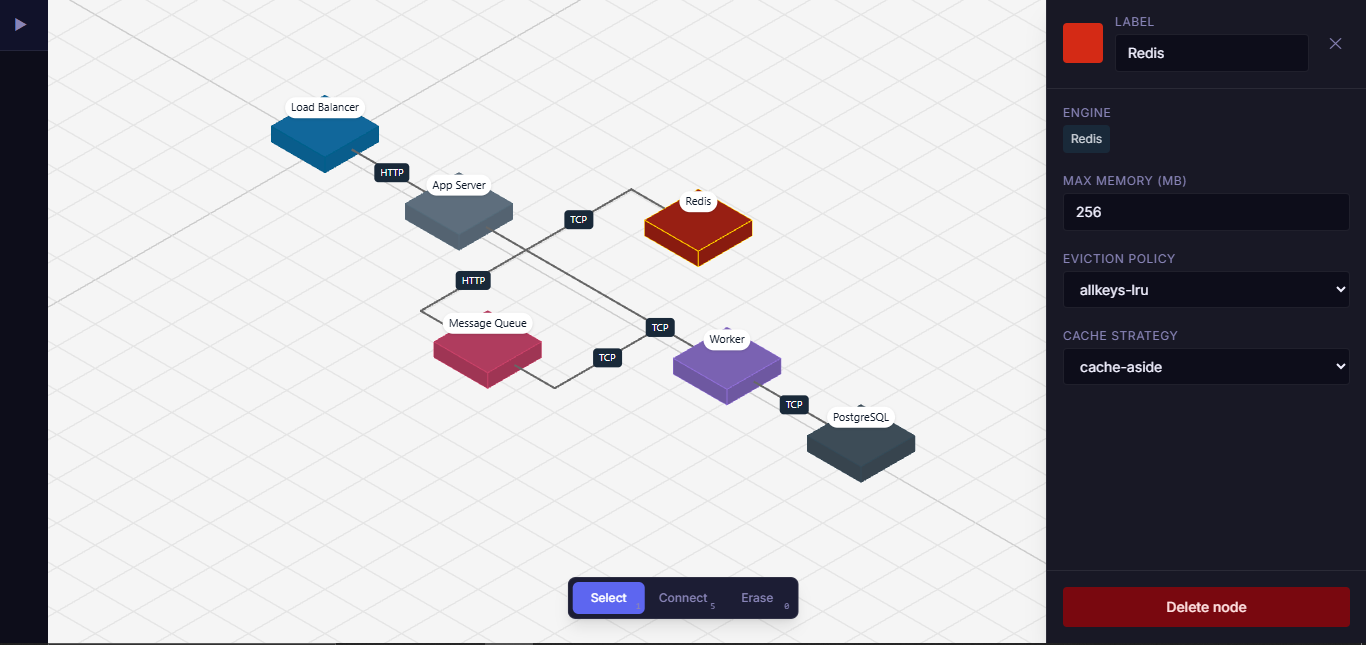 Load Balancer
HTTP
App Server
TCP
Redis
HTTP
Message Queue
TCP
TCP
Worker
TCP
PostgreSQL
Select 1
Connect 5
Erase 0
LABEL
Redis
ENGINE
Redis
MAX MEMORY (MB)
256
EVICTION POLICY
allkeys-lru
CACHE STRATEGY
cache-aside
Delete node